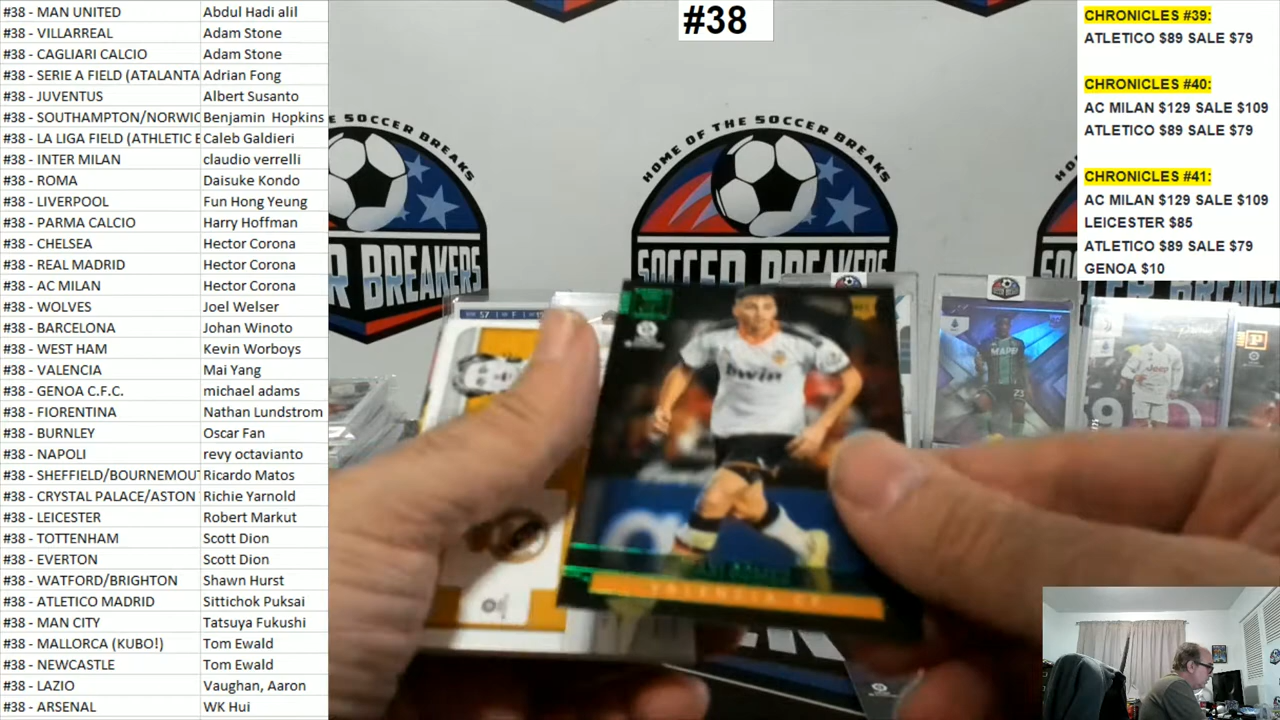 #38 - MAN UNITED Abdul Hadi alil
#38 - VILLARREAL Adam Stone
#38 - CAGLIARI CALCIO Adam Stone
#38 - SERIE A FIELD (ATALANTA Adrian Fong
#38 - JUVENTUS Albert Susanto
#38 - SOUTHAMPTON/NORWIC Benjamin Hopkins
#38 - LA LIGA FIELD (ATHLETIC E Caleb Galdieri
#38 - INTER MILAN claudio verrelli
#38 - ROMA Daisuke Kondo
#38 - LIVERPOOL Fun Hong Yeung
#38 - PARMA CALCIO Harry Hoffman
#38 - CHELSEA Hector Corona
#38 - REAL MADRID Hector Corona
#38 - AC MILAN Hector Corona
#38 - WOLVES Joel Welser
#38 - BARCELONA Johan Winoto
#38 - WEST HAM Kevin Worboys
#38 - VALENCIA Mai Yang
#38 - GENOA C.F.C. michael adams
#38 - FIORENTINA Nathan Lundstrom
#38 - BURNLEY Oscar Fan
#38 - NAPOLI revy octavianto
#38 - SHEFFIELD/BOURNEMOUT Ricardo Matos
#38 - CRYSTAL PALACE/ASTON Richie Yarnold
#38 - LEICESTER Robert Markut
#38 - TOTTENHAM Scott Dion
#38 - EVERTON Scott Dion
#38 - WATFORD/BRIGHTON Shawn Hurst
#38 - ATLETICO MADRID Sittichok Puksai
#38 - MAN CITY Tatsuya Fukushi
#38 - MALLORCA (KUBO!) Tom Ewald
#38 - NEWCASTLE Tom Ewald
#38 - LAZIO Vaughan, Aaron
#38 - ARSENAL WK Hui
#38
E SOCCER BREAKS
ER BREAKERS
HOME OF THE SOCCER BREAKS
SOCCER BREAKERS
bwin
VALENCIA CF
MAPEI
23
Jeep
CHRONICLES #39:
ATLETICO $89 SALE $79
CHRONICLES #40:
AC MILAN $129 SALE $109
ATLETICO $89 SALE $79
CHRONICLES #41:
AC MILAN $129 SALE $109
LEICESTER $85
ATLETICO $89 SALE $79
GENOA $10